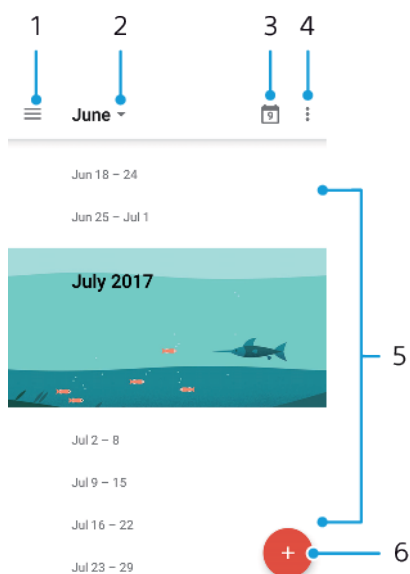 1 2 3 4
June 9
Jun 18 – 24
Jun 25 – Jul 1
July 2017
5
Jul 2 – 8
Jul 9 – 15
Jul 16 – 22
+ 6
Jul 23 – 29